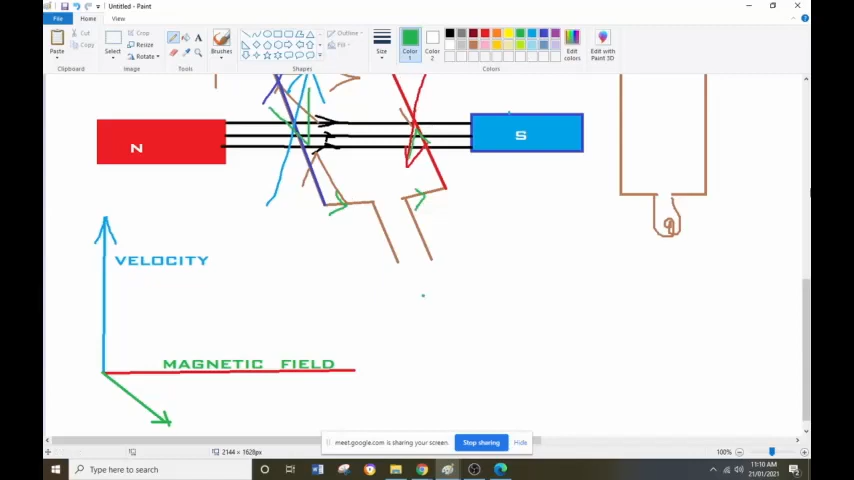 Untitled - Paint
File Home View
Paste Cut Copy Select Crop Resize Rotate Brushes Outline Fill Size Color 1 Color 2 Edit colors Edit with Paint 3D
Clipboard Image Tools Shapes Colors
N S
VELOCITY
MAGNETIC FIELD
meet.google.com is sharing your screen. Stop sharing Hide
2144 × 1628px 100%
Type here to search
11:10 AM
21/01/2021